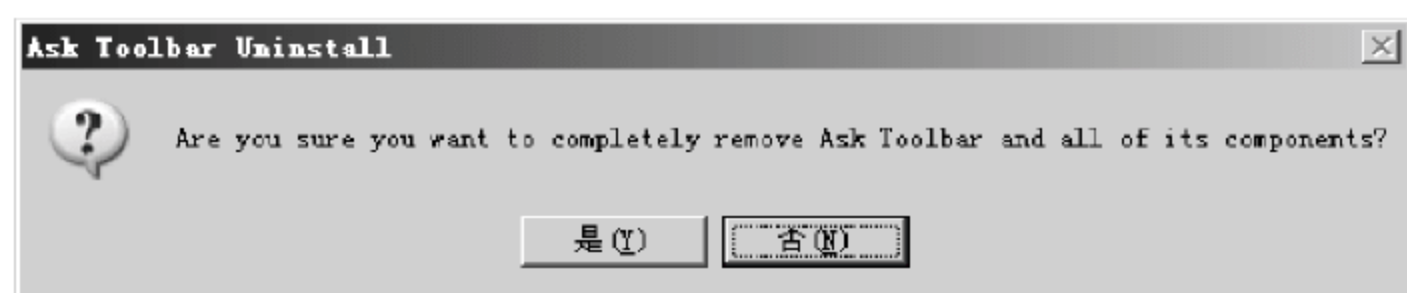 Ask Toolbar Uninstall
Are you sure you want to completely remove Ask Toolbar and all of its components?
是(Y) 否(N)